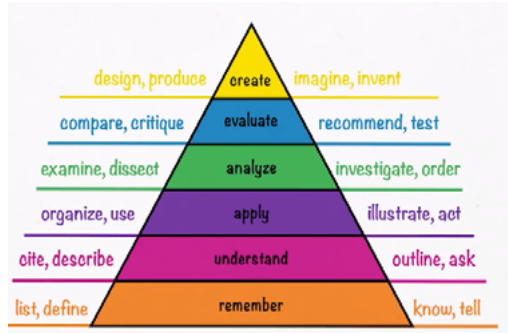 design, produce create imagine, invent
compare, critique evaluate recommend, test
examine, dissect analyze investigate, order
organize, use apply illustrate, act
cite, describe understand outline, ask
list, define remember know, tell